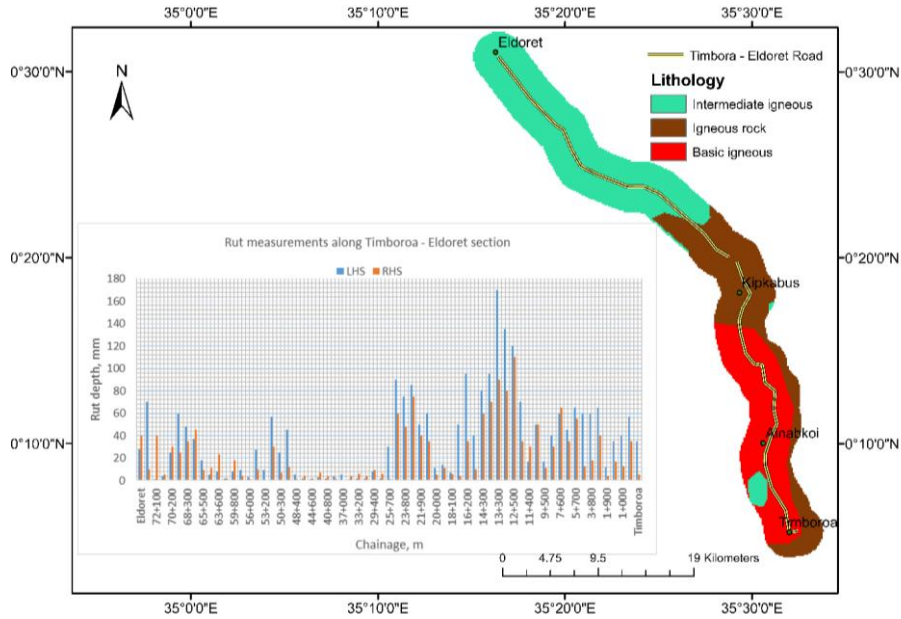 35°0'0"E 35°10'0"E 35°20'0"E 35°30'0"E
0°30'0"N
0°20'0"N
0°10'0"N
N
Eldoret
Kipkabus
Ainabkoi
Timboroa
Timbora - Eldoret Road
Lithology
Intermediate igneous
Igneous rock
Basic igneous
0°30'0"N
0°20'0"N
0°10'0"N
Rut measurements along Timboroa - Eldoret section
LHS RHS
Rut depth, mm
180
160
140
120
100
80
60
40
20
0
Eldoret
72+100
70+200
68+300
65+500
63+600
59+800
56+000
53+200
50+300
48+400
44+600
40+800
37+000
33+200
29+400
25+700
23+800
21+900
20+000
18+100
16+200
14+300
13+300
12+500
11+400
9+500
7+600
5+700
3+800
1+900
1+000
Timboroa
Chainage, m
0 4.75 9.5 19 Kilometers
35°0'0"E 35°10'0"E 35°20'0"E 35°30'0"E